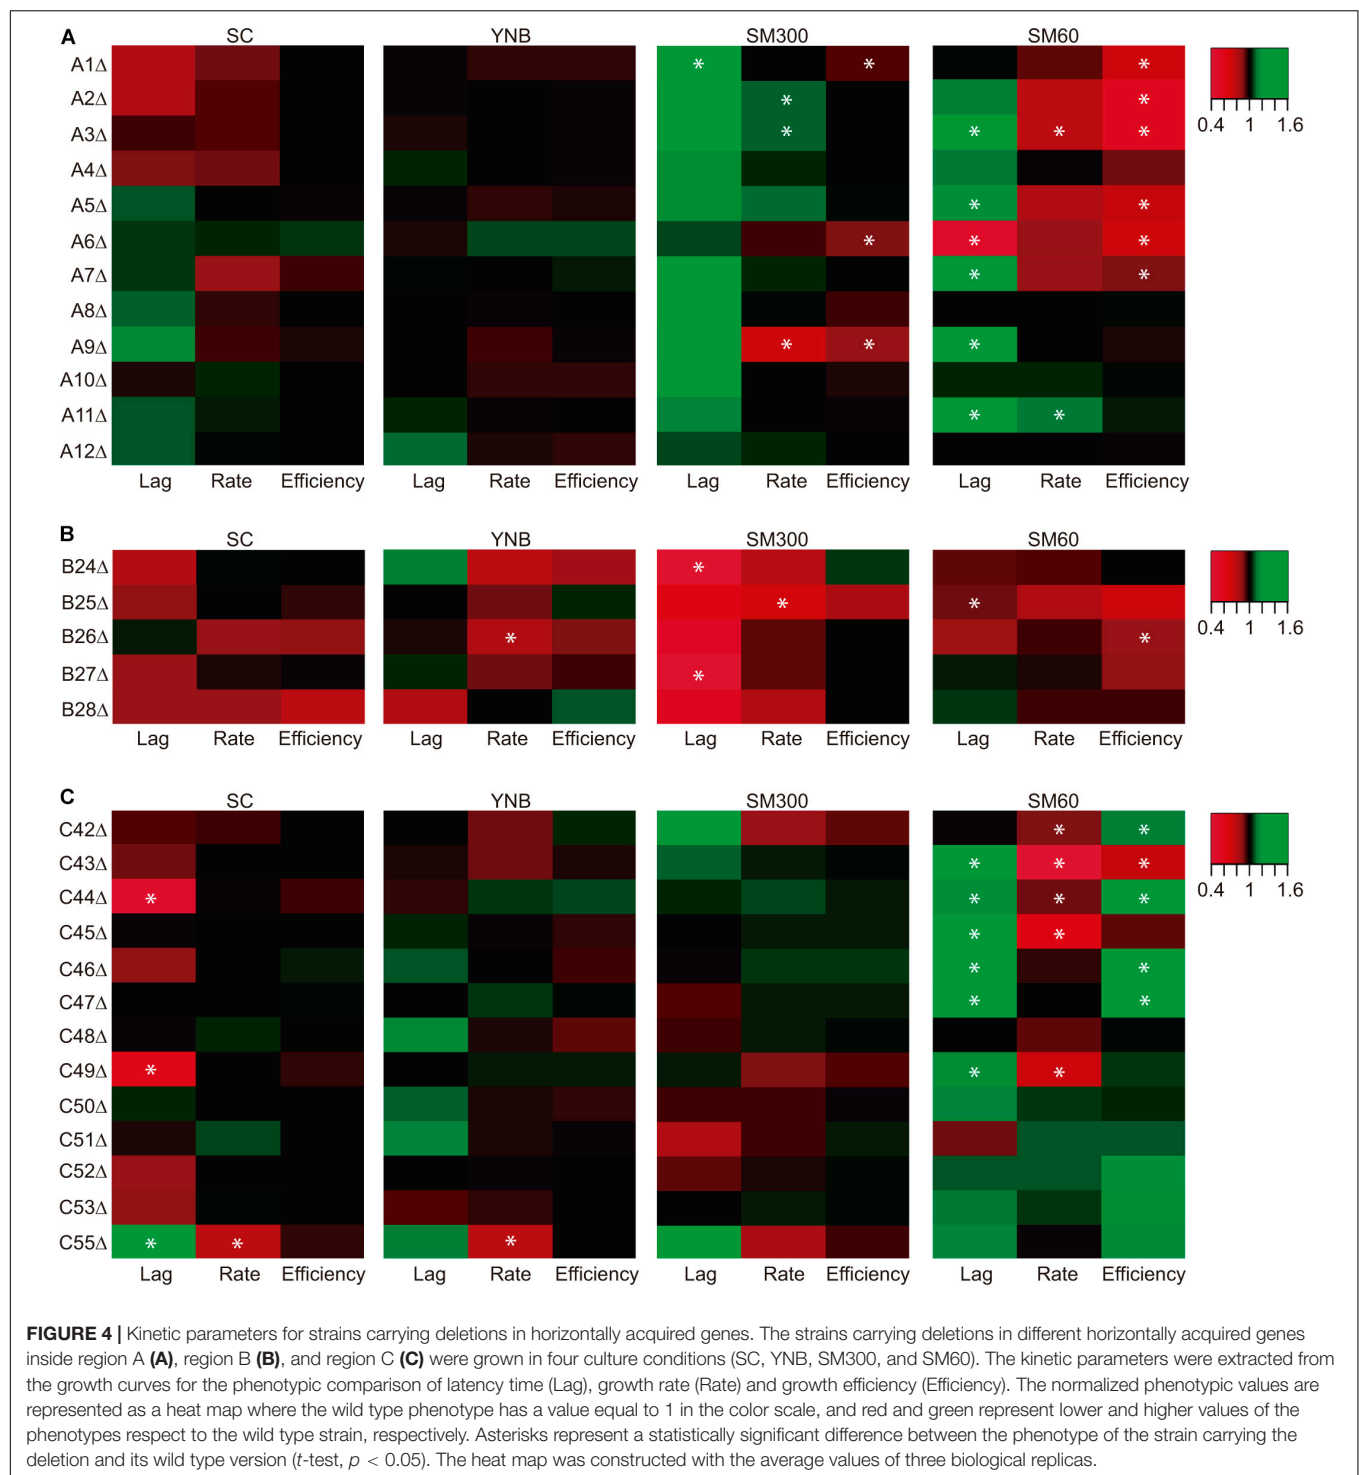 A
SC YNB SM300 SM60
A1Δ * * *
A2Δ * *
A3Δ * * * *
A4Δ
A5Δ * *
A6Δ * * *
A7Δ * *
A8Δ
A9Δ * * *
A10Δ
A11Δ * *
A12Δ
Lag Rate Efficiency Lag Rate Efficiency Lag Rate Efficiency Lag Rate Efficiency
0.4 1 1.6
B
SC YNB SM300 SM60
B24Δ *
B25Δ * *
B26Δ * *
B27Δ *
B28Δ
Lag Rate Efficiency Lag Rate Efficiency Lag Rate Efficiency Lag Rate Efficiency
0.4 1 1.6
C
SC YNB SM300 SM60
C42Δ * *
C43Δ * * *
C44Δ * * * *
C45Δ * *
C46Δ * *
C47Δ * *
C48Δ
C49Δ * * *
C50Δ
C51Δ
C52Δ
C53Δ
C55Δ * * *
Lag Rate Efficiency Lag Rate Efficiency Lag Rate Efficiency Lag Rate Efficiency
0.4 1 1.6
FIGURE 4 | Kinetic parameters for strains carrying deletions in horizontally acquired genes. The strains carrying deletions in different horizontally acquired genes
inside region A (A), region B (B), and region C (C) were grown in four culture conditions (SC, YNB, SM300, and SM60). The kinetic parameters were extracted from
the growth curves for the phenotypic comparison of latency time (Lag), growth rate (Rate) and growth efficiency (Efficiency). The normalized phenotypic values are
represented as a heat map where the wild type phenotype has a value equal to 1 in the color scale, and red and green represent lower and higher values of the
phenotypes respect to the wild type strain, respectively. Asterisks represent a statistically significant difference between the phenotype of the strain carrying the
deletion and its wild type version (t-test, p < 0.05). The heat map was constructed with the average values of three biological replicas.